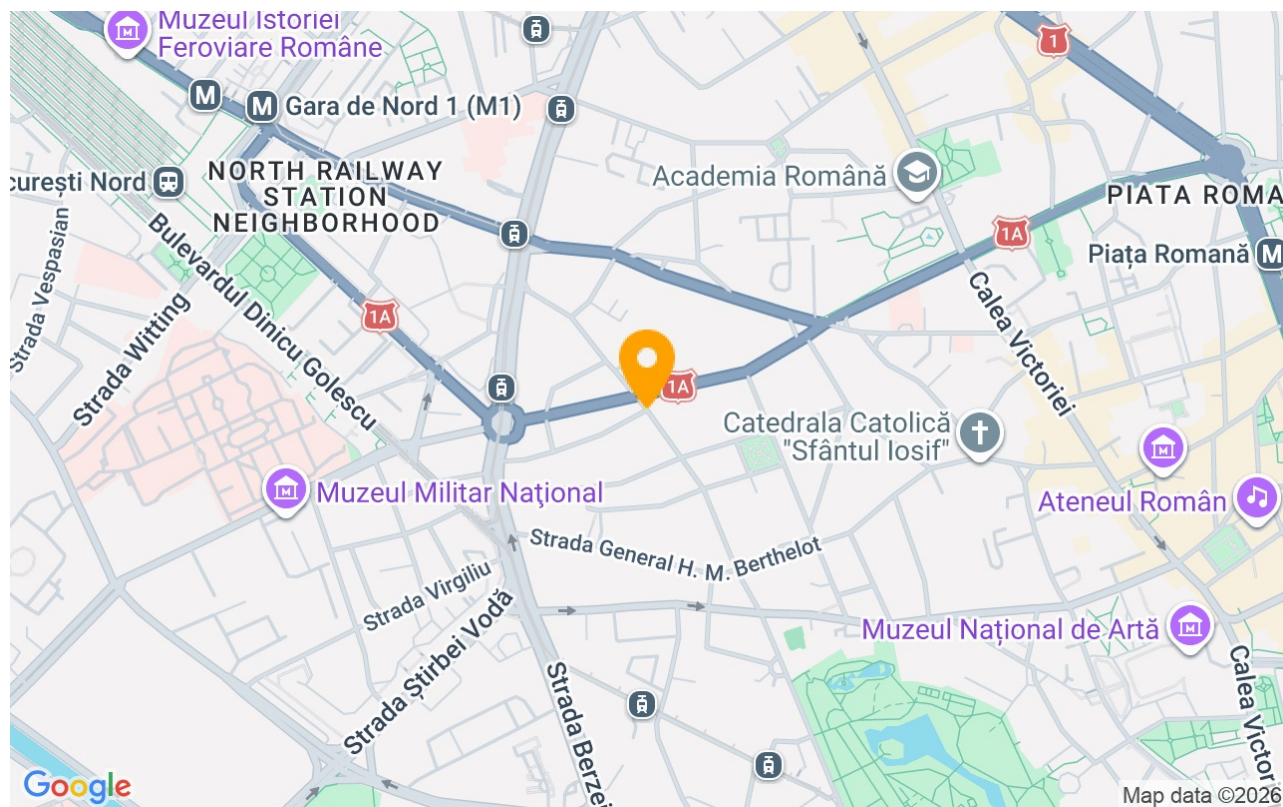 Muzeul Istoriei
Feroviare Române
1
M
M
Gara de Nord 1 (M1)
Academia Română
curești Nord
NORTH RAILWAY
STATION
NEIGHBORHOOD
PIATA ROMA
1A
Piața Romană
M
Strada Vespasian
Bulevardul Dinicu Golescu
Strada Witting
1A
Calea Victoriei
1A
Catedrala Catolică
"Sfântul Iosif"
Muzeul Militar Național
Ateneul Român
Strada General H. M. Berthelot
Strada Virgiliu
Muzeul Național de Artă
Strada Știrbei Vodă
Strada Berzei
Calea Victor
Google
Map data ©2026